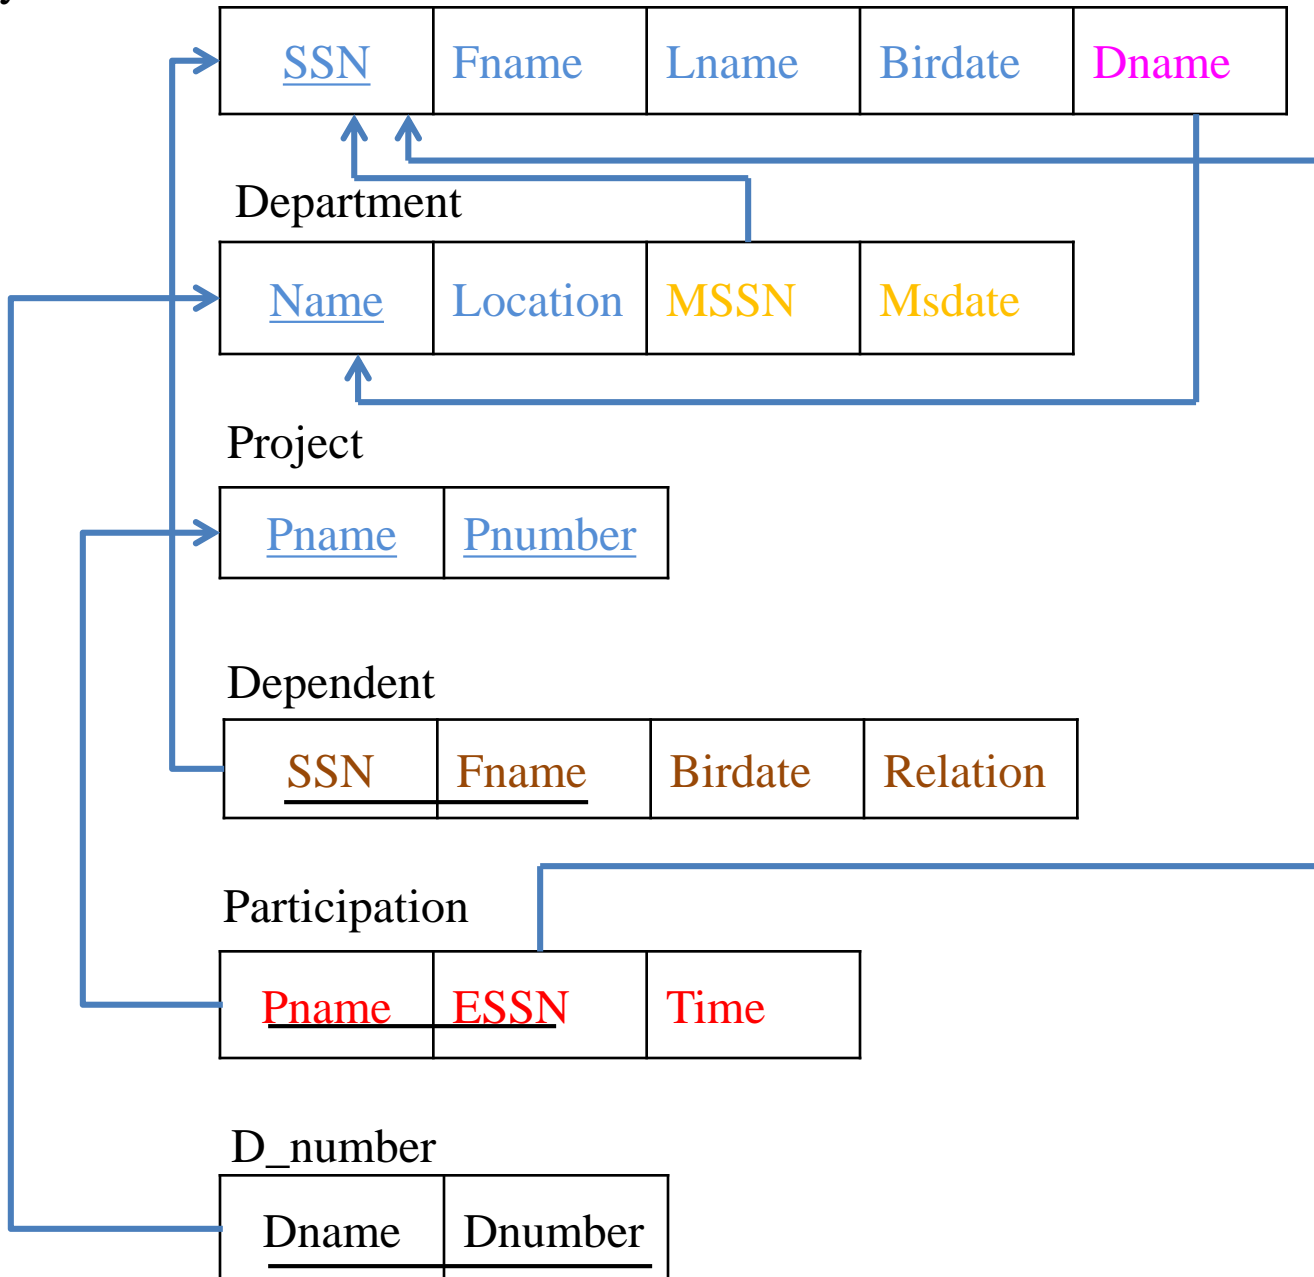 SSN Fname Lname Birdate Dname
Department
Name Location MSSN Msdate
Project
Pname Pnumber
Dependent
SSN Fname Birdate Relation
Participation
Pname ESSN Time
D_number
Dname Dnumber